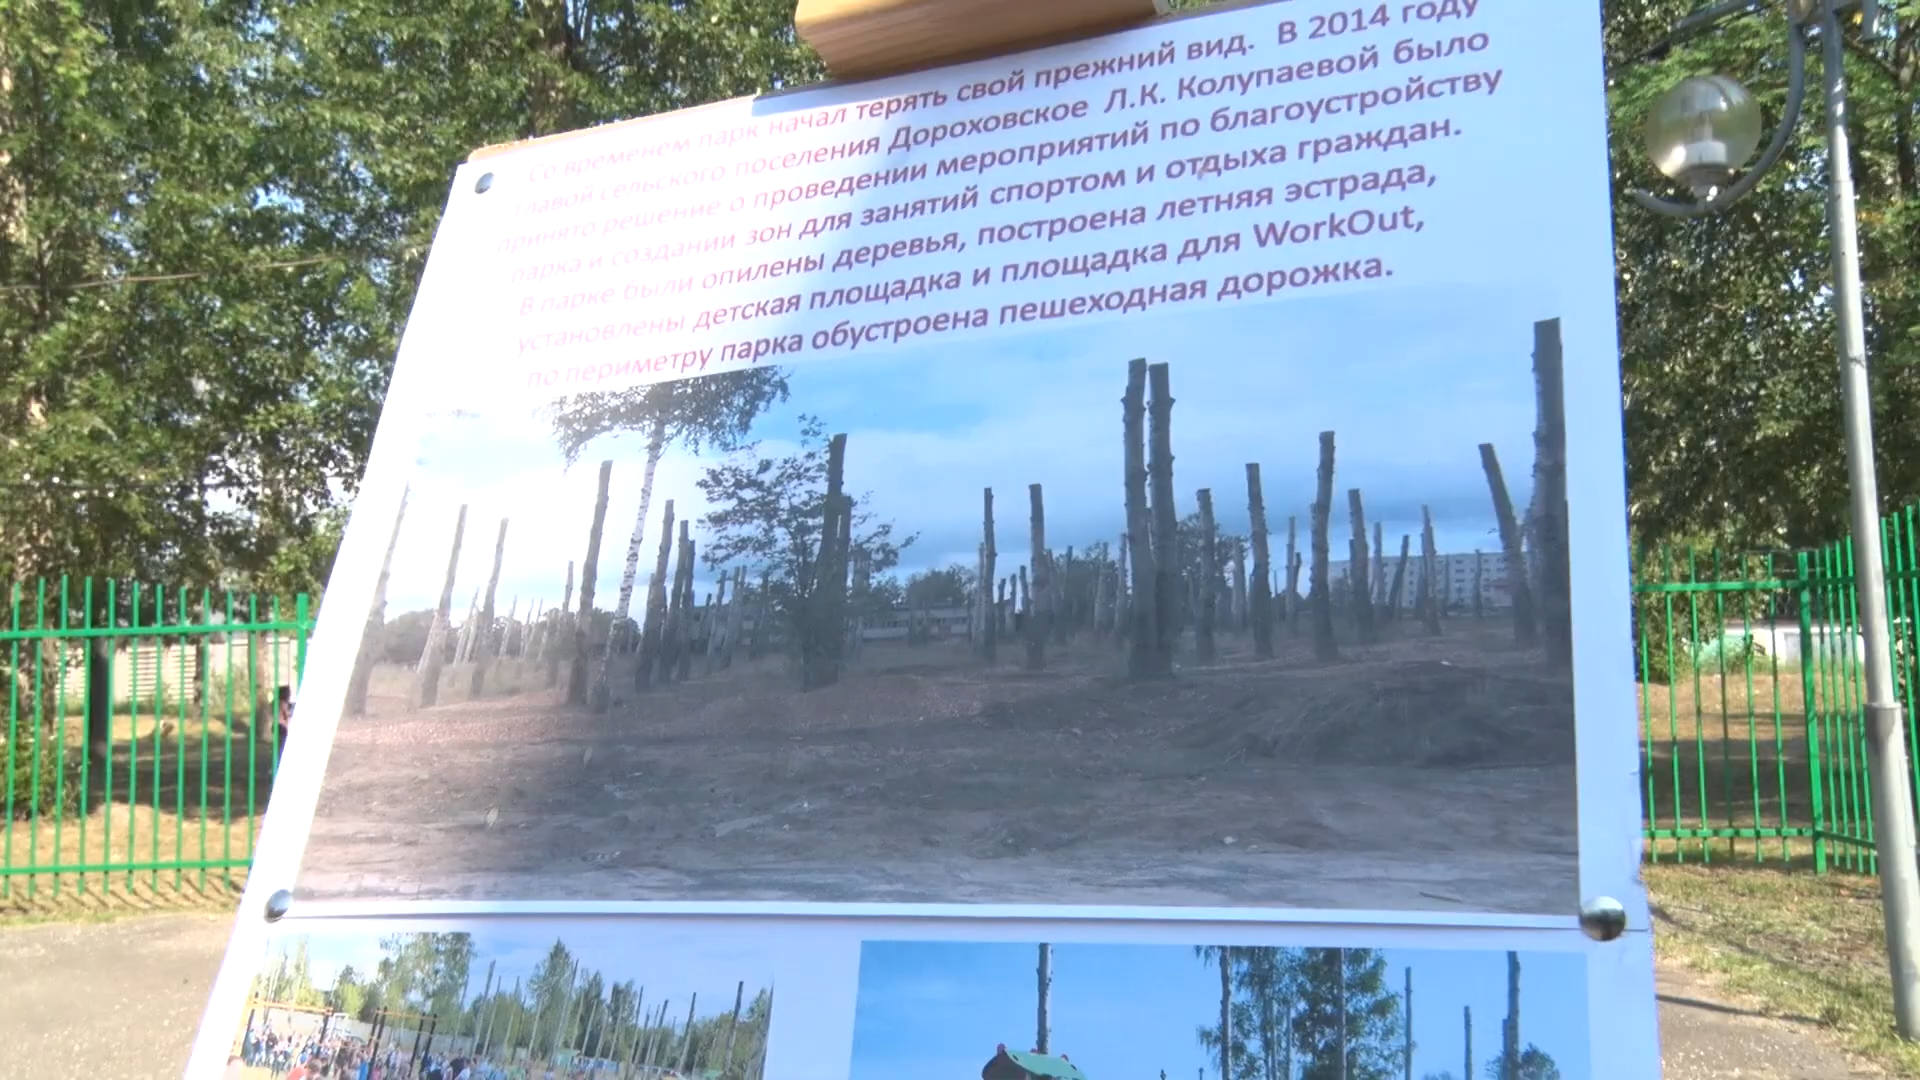 Со временем парк начал терять свой прежний вид. В 2014 году
главой сельского поселения Дороховское Л.К. Колупаевой было
принято решение о проведении мероприятий по благоустройству
парка и создании зон для занятий спортом и отдыха граждан.
В парке были опилены деревья, построена летняя эстрада,
установлены детская площадка и площадка для WorkOut,
по периметру парка обустроена пешеходная дорожка.